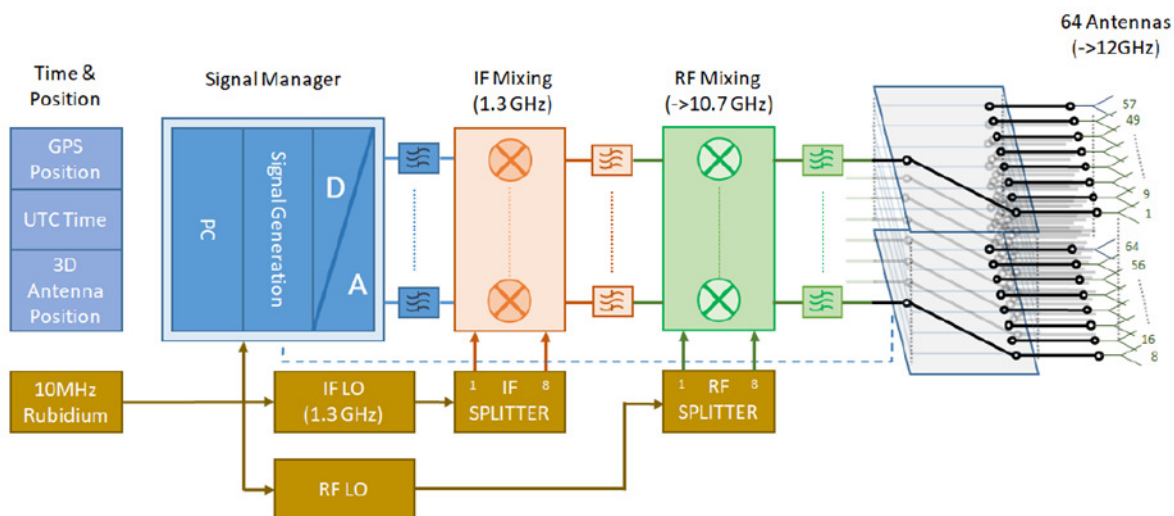 64 Antennas
(->12GHz)
Time &
Position
Signal Manager
IF Mixing
(1.3 GHz)
RF Mixing
(->10.7 GHz)
GPS
Position
UTC Time
3D
Antenna
Position
PC
Signal Generation
D
A
57
49
9
1
64
56
16
8
10MHz
Rubidium
IF LO
(1.3 GHz)
1 IF 8
SPLITTER
1 RF 8
SPLITTER
RF LO